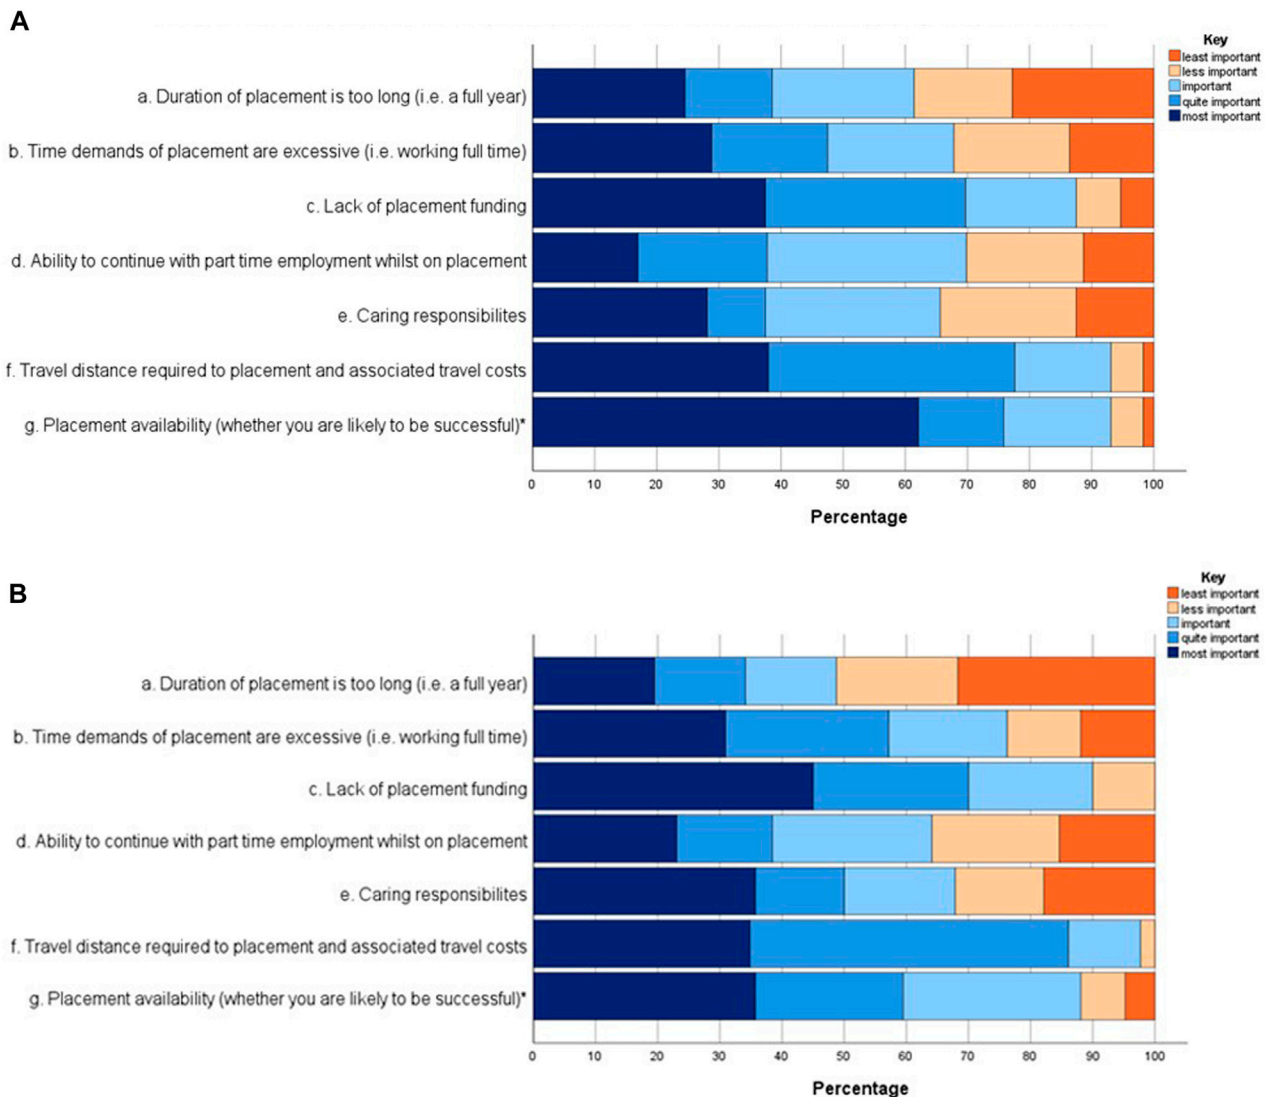 A
Key
least important
less important
important
quite important
most important
a. Duration of placement is too long (i.e. a full year)
b. Time demands of placement are excessive (i.e. working full time)
c. Lack of placement funding
d. Ability to continue with part time employment whilst on placement
e. Caring responsibilites
f. Travel distance required to placement and associated travel costs
g. Placement availability (whether you are likely to be successful)*
0 10 20 30 40 50 60 70 80 90 100
Percentage
B
Key
least important
less important
important
quite important
most important
a. Duration of placement is too long (i.e. a full year)
b. Time demands of placement are excessive (i.e. working full time)
c. Lack of placement funding
d. Ability to continue with part time employment whilst on placement
e. Caring responsibilites
f. Travel distance required to placement and associated travel costs
g. Placement availability (whether you are likely to be successful)*
0 10 20 30 40 50 60 70 80 90 100
Percentage